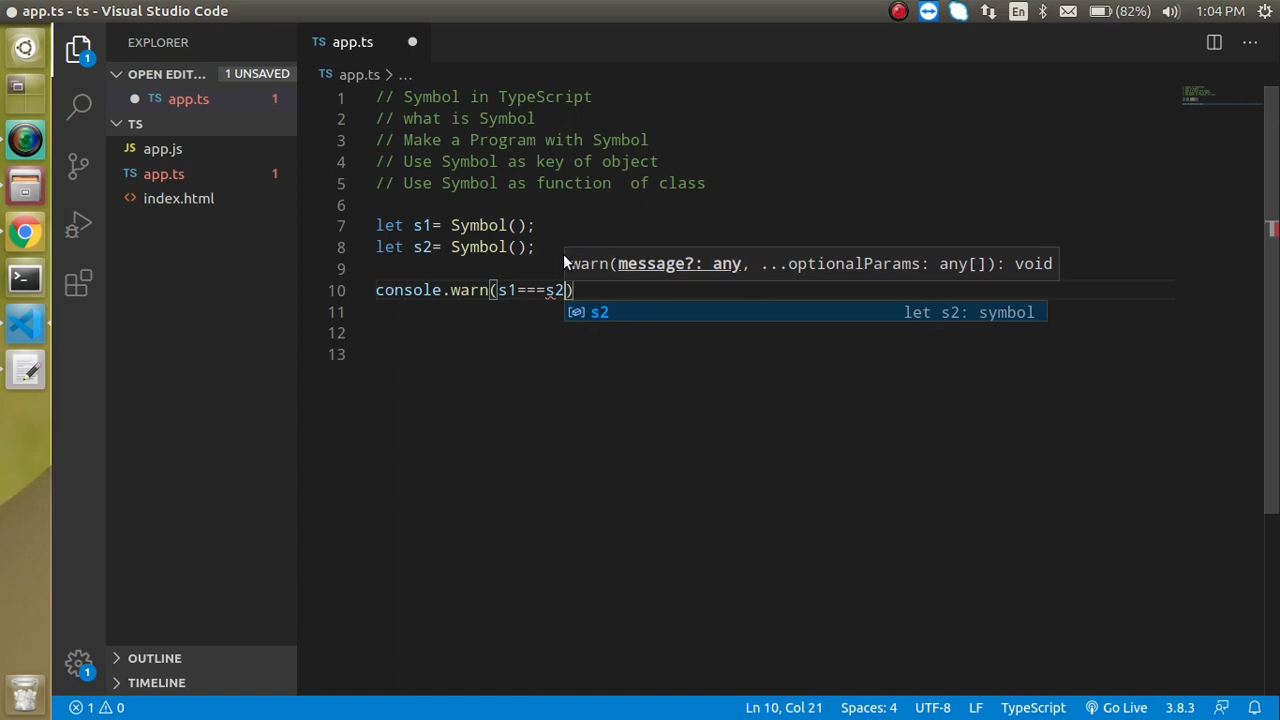 app.ts - ts - Visual Studio Code
En
(82%)
1:04 PM
EXPLORER
OPEN EDIT...
1 UNSAVED
TS app.ts 1
TS
JS app.js
TS app.ts 1
<> index.html
OUTLINE
TIMELINE
1
1
TS app.ts
TS app.ts > ...
1 // Symbol in TypeScript
2 // what is Symbol
3 // Make a Program with Symbol
4 // Use Symbol as key of object
5 // Use Symbol as function  of class
6
7 let s1= Symbol();
8 let s2= Symbol();
9
warn(message?: any, ...optionalParams: any[]): void
10 console.warn(s1===s2)
11
s2 let s2: symbol
12
13
1 0
Ln 10, Col 21
Spaces: 4
UTF-8
LF
TypeScript
Go Live
3.8.3